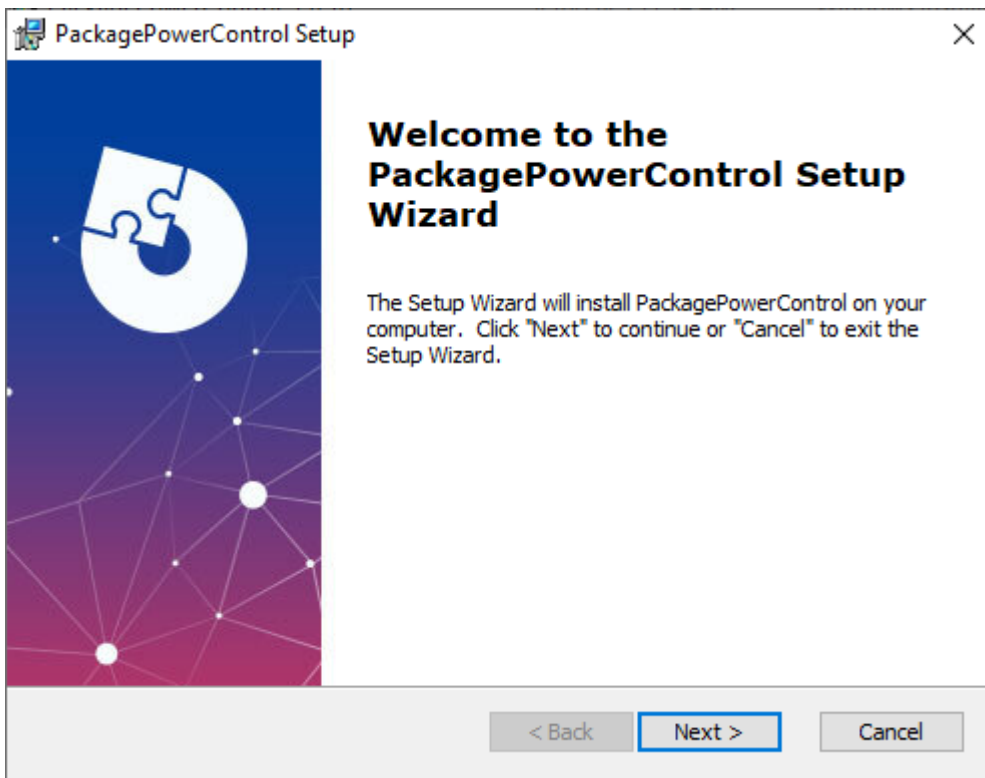 PackagePowerControl Setup
Welcome to the
PackagePowerControl Setup
Wizard
The Setup Wizard will install PackagePowerControl on your
computer.  Click "Next" to continue or "Cancel" to exit the
Setup Wizard.
< Back
Next >
Cancel